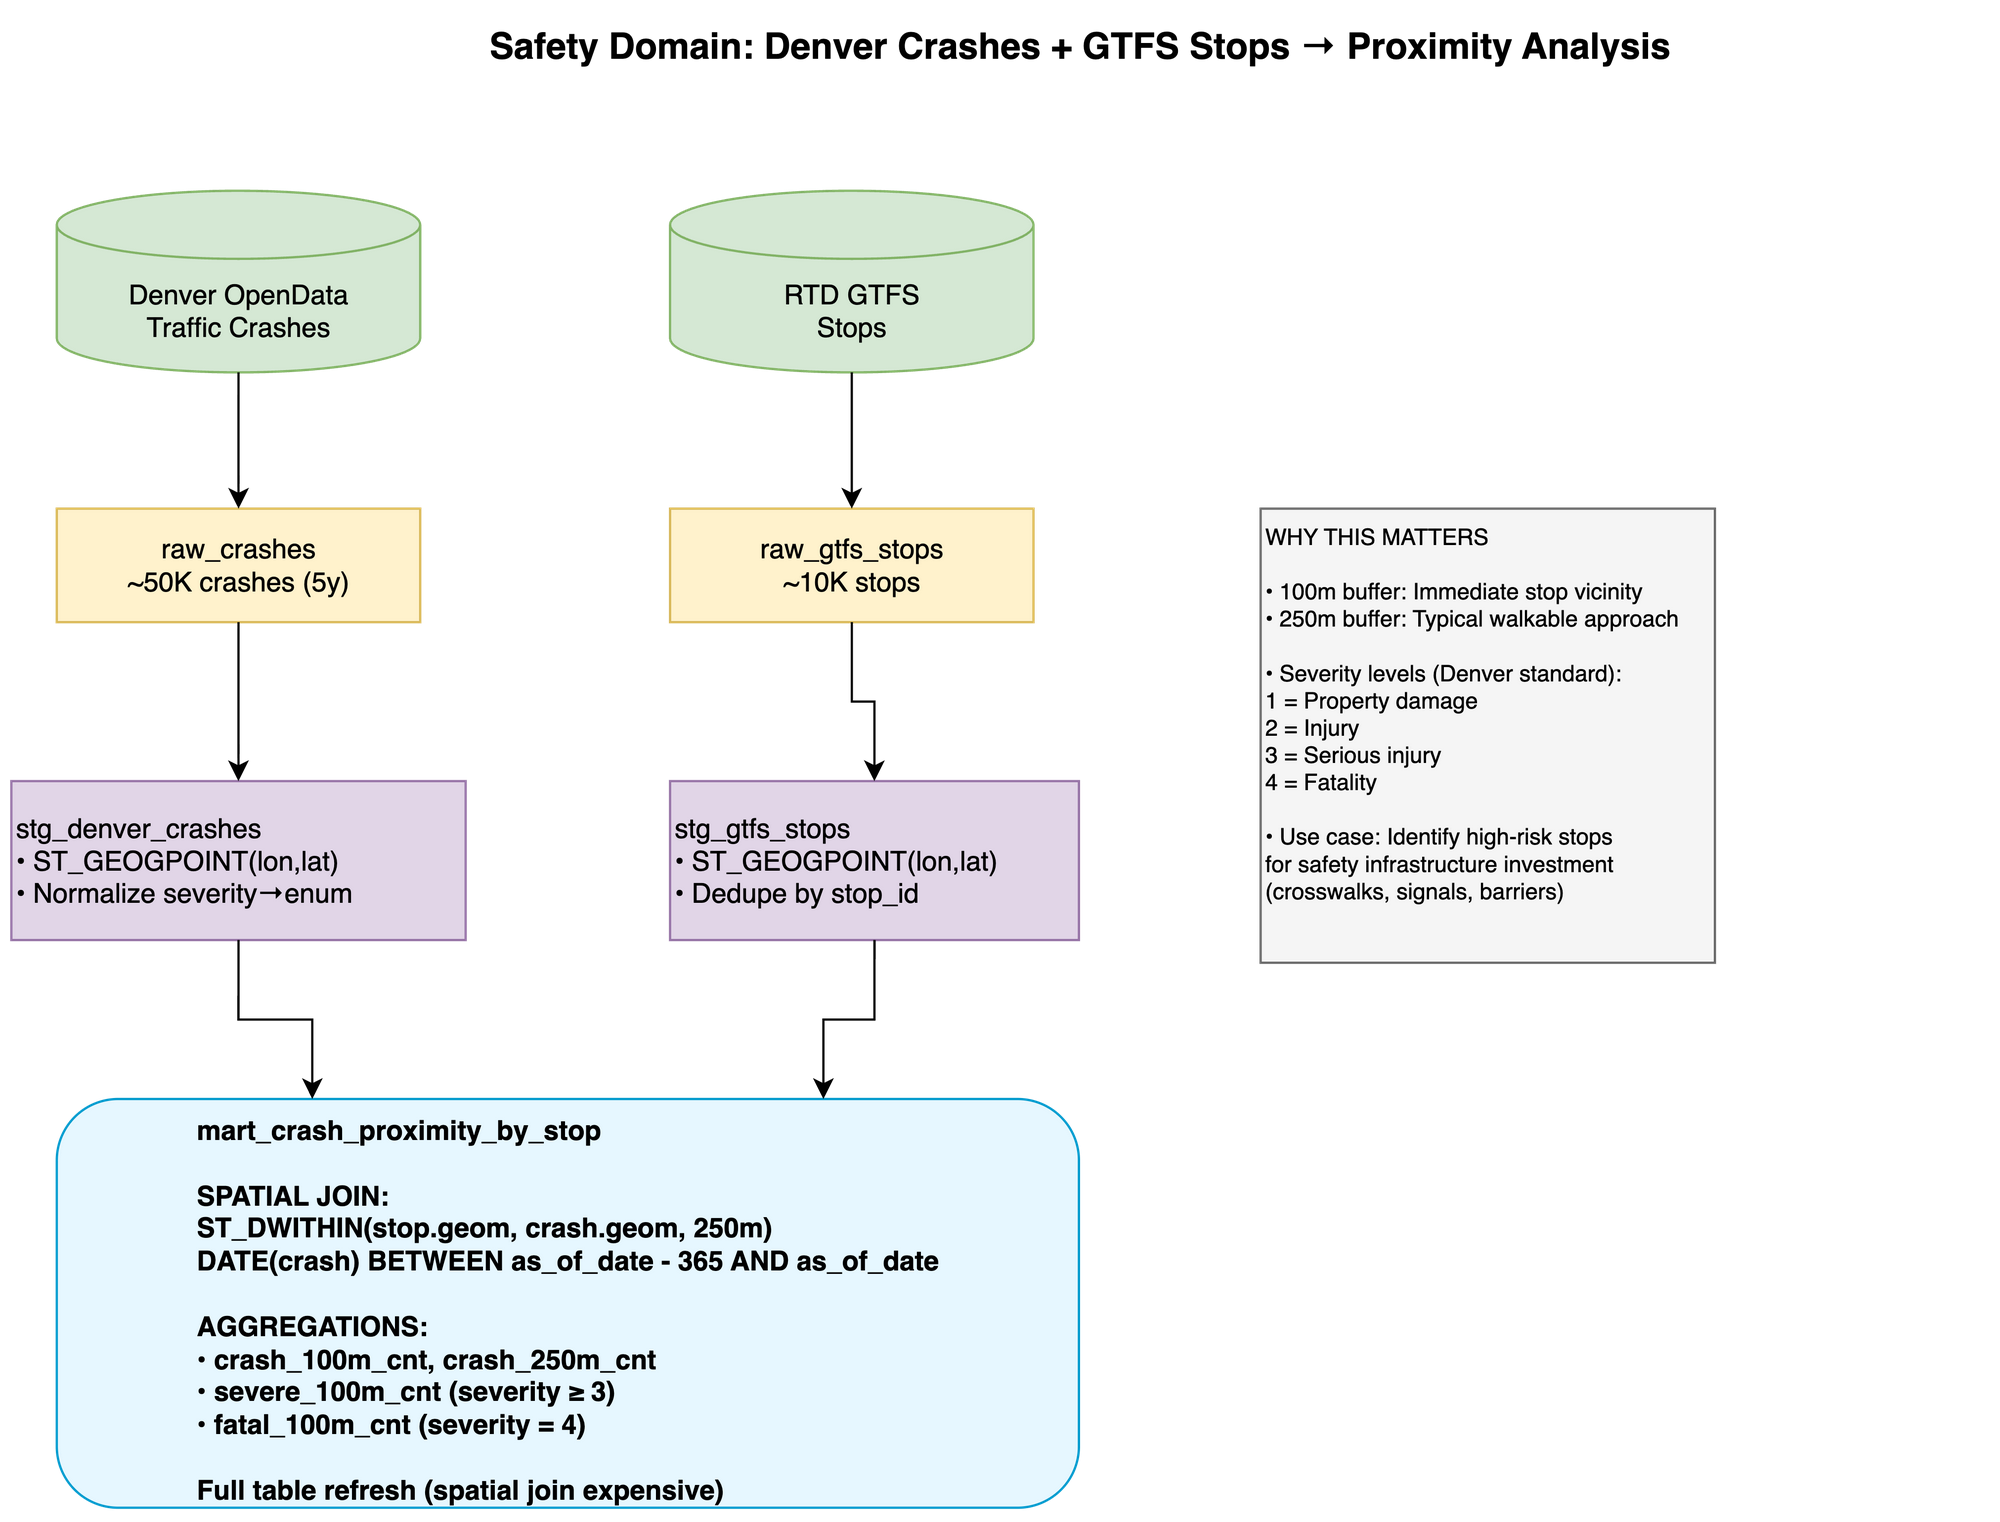 Safety Domain: Denver Crashes + GTFS Stops → Proximity Analysis
Denver OpenData
Traffic Crashes
RTD GTFS
Stops
raw_crashes
~50K crashes (5y)
raw_gtfs_stops
~10K stops
WHY THIS MATTERS
• 100m buffer: Immediate stop vicinity
• 250m buffer: Typical walkable approach
• Severity levels (Denver standard):
1 = Property damage
2 = Injury
3 = Serious injury
4 = Fatality
• Use case: Identify high-risk stops
for safety infrastructure investment
(crosswalks, signals, barriers)
stg_denver_crashes
• ST_GEOGPOINT(lon,lat)
• Normalize severity→enum
stg_gtfs_stops
• ST_GEOGPOINT(lon,lat)
• Dedupe by stop_id
mart_crash_proximity_by_stop
SPATIAL JOIN:
ST_DWITHIN(stop.geom, crash.geom, 250m)
DATE(crash) BETWEEN as_of_date - 365 AND as_of_date
AGGREGATIONS:
• crash_100m_cnt, crash_250m_cnt
• severe_100m_cnt (severity ≥ 3)
• fatal_100m_cnt (severity = 4)
Full table refresh (spatial join expensive)